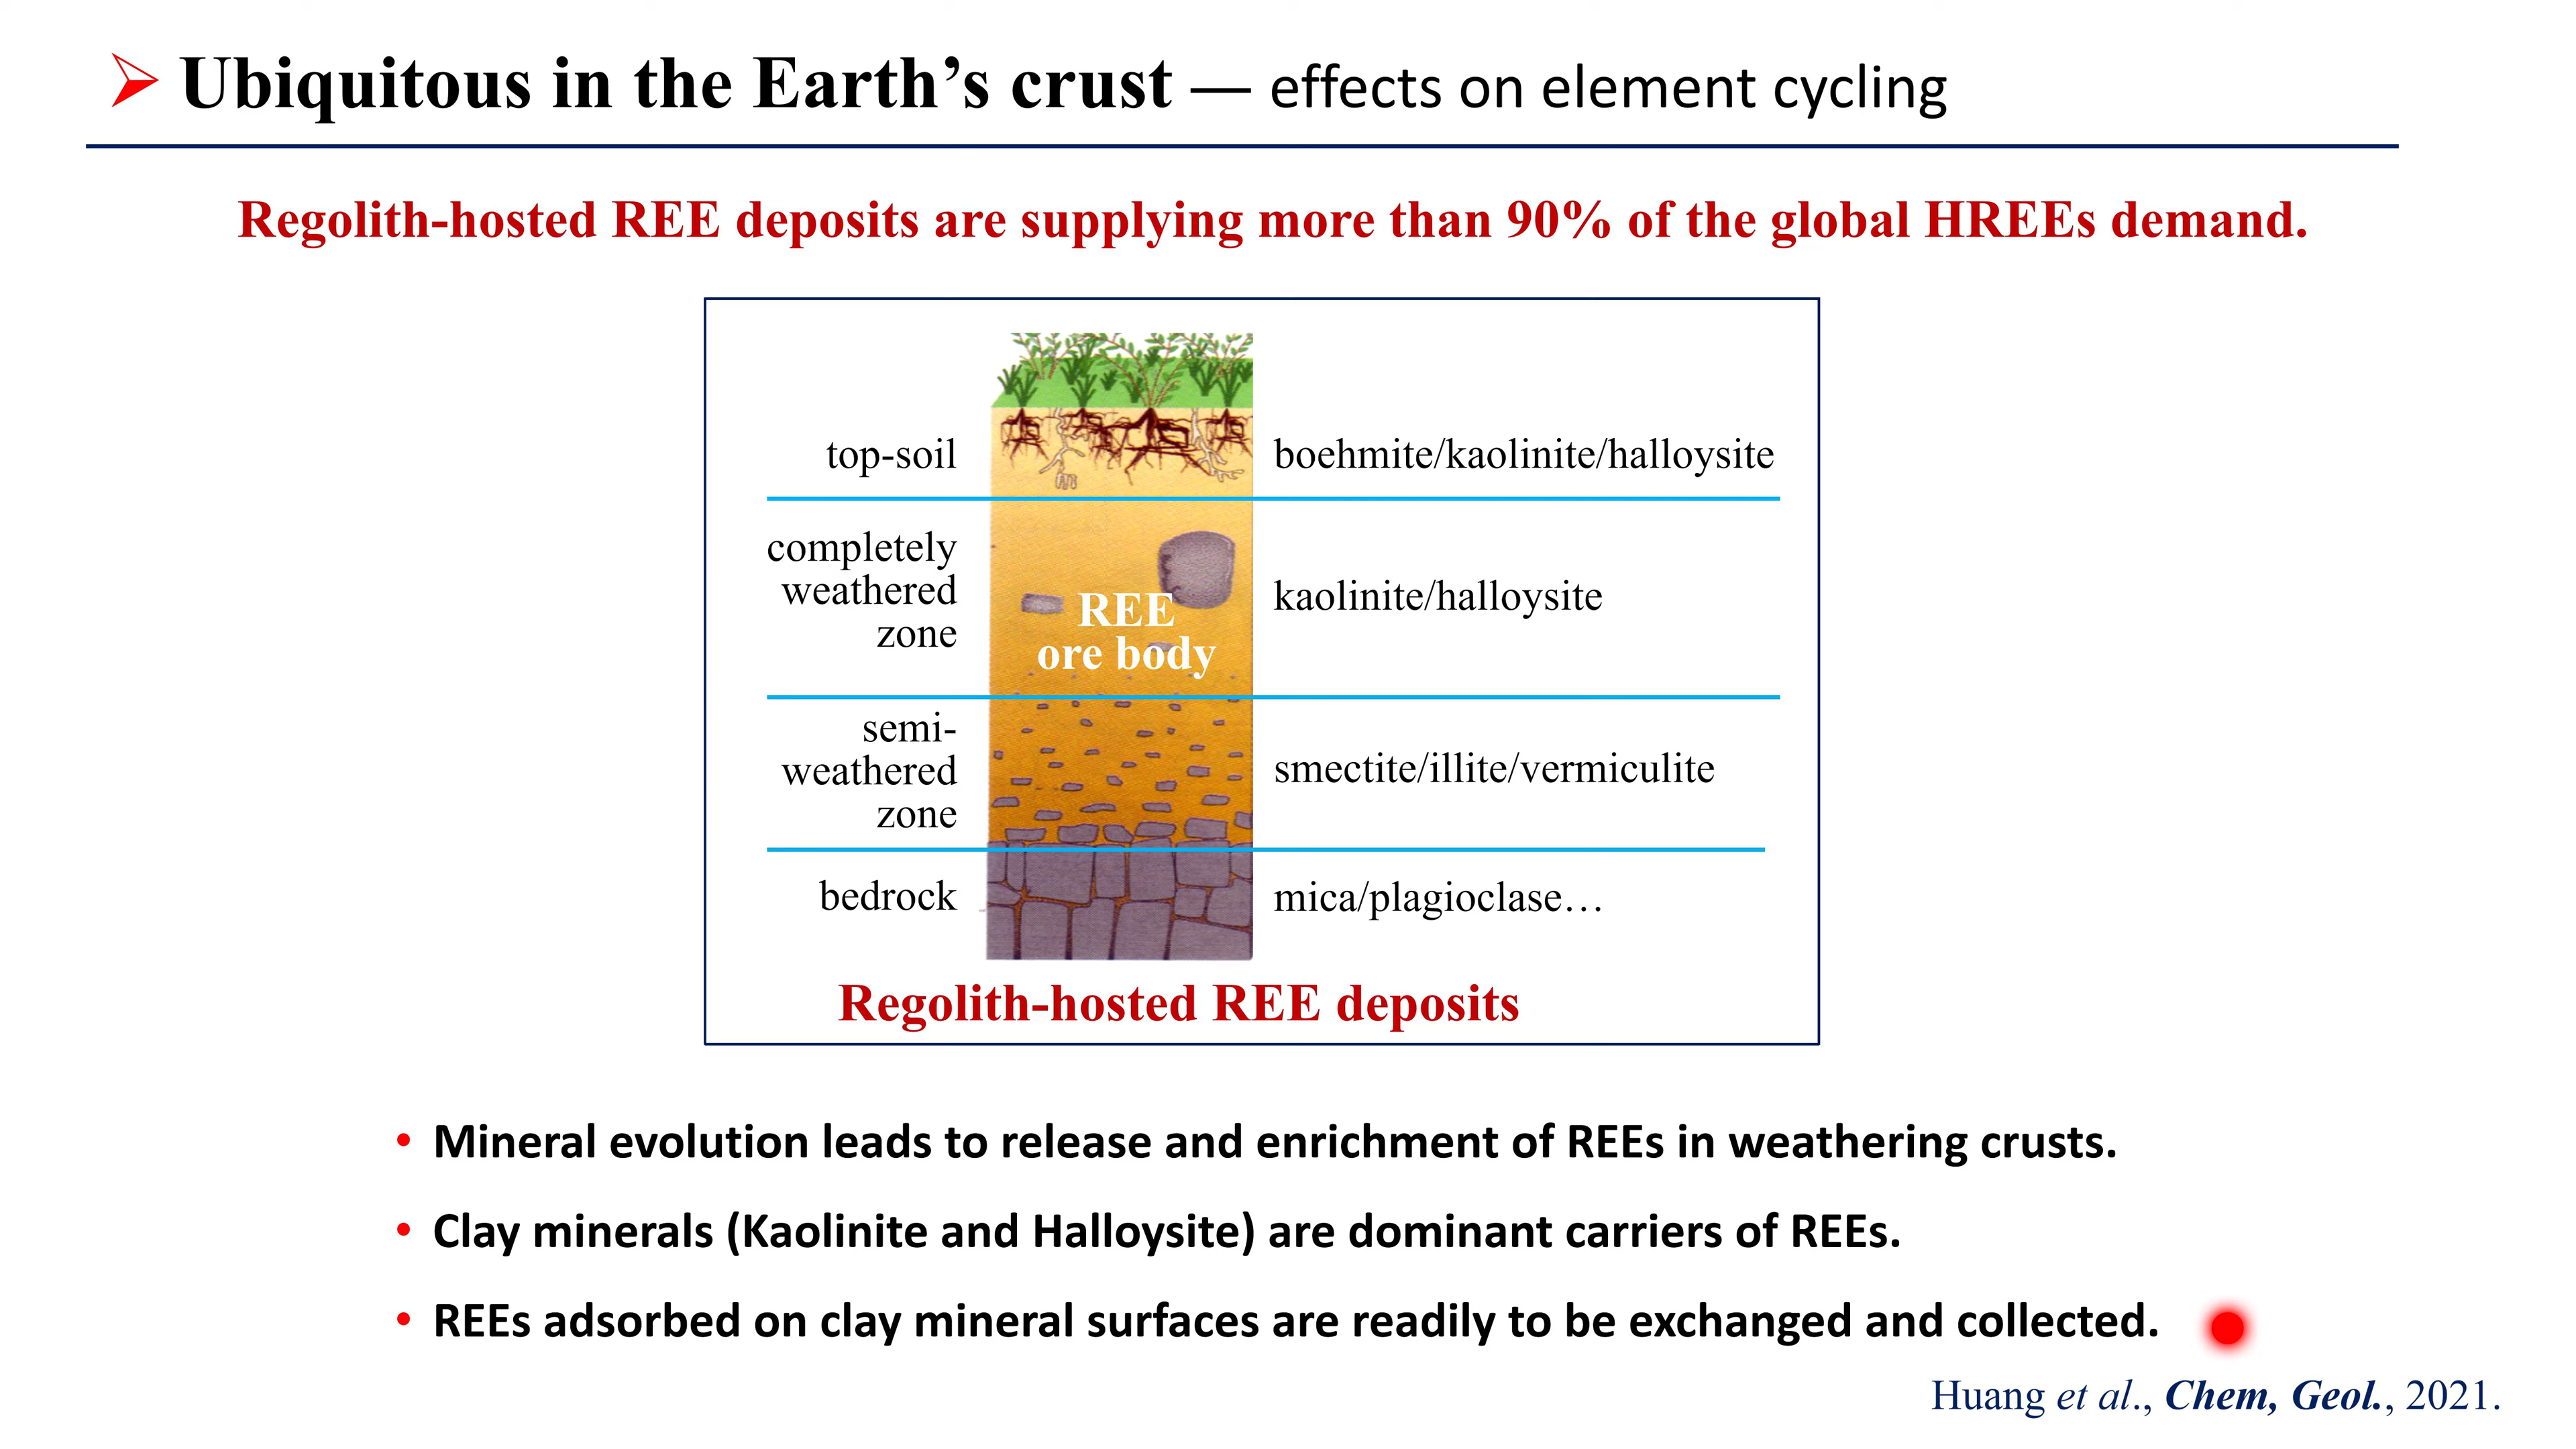 Ubiquitous in the Earth’s crust — effects on element cycling
Regolith-hosted REE deposits are supplying more than 90% of the global HREEs demand.
top-soil
boehmite/kaolinite/halloysite
completely
weathered
zone
REE
ore body
kaolinite/halloysite
semi-
weathered
zone
smectite/illite/vermiculite
bedrock
mica/plagioclase…
Regolith-hosted REE deposits
• Mineral evolution leads to release and enrichment of REEs in weathering crusts.
• Clay minerals (Kaolinite and Halloysite) are dominant carriers of REEs.
• REEs adsorbed on clay mineral surfaces are readily to be exchanged and collected.
Huang et al., Chem, Geol., 2021.